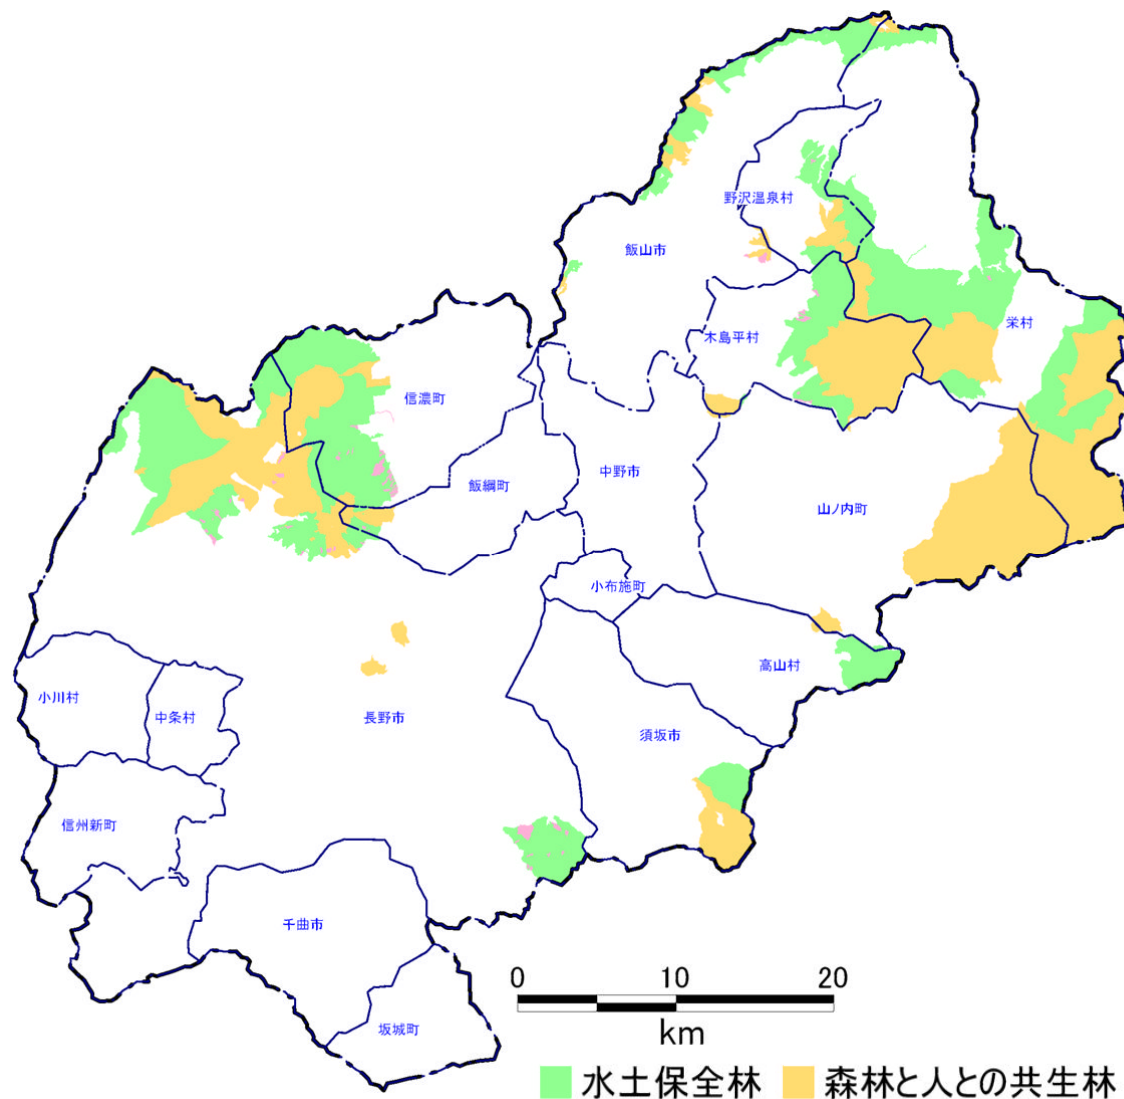 野沢温泉村
飯山市
栄村
木島平村
信濃町
中野市
飯綱町
山ノ内町
小布施町
高山村
小川村
中条村
長野市
須坂市
信州新町
千曲市
坂城町
0 10 20
km
水土保全林 森林と人との共生林